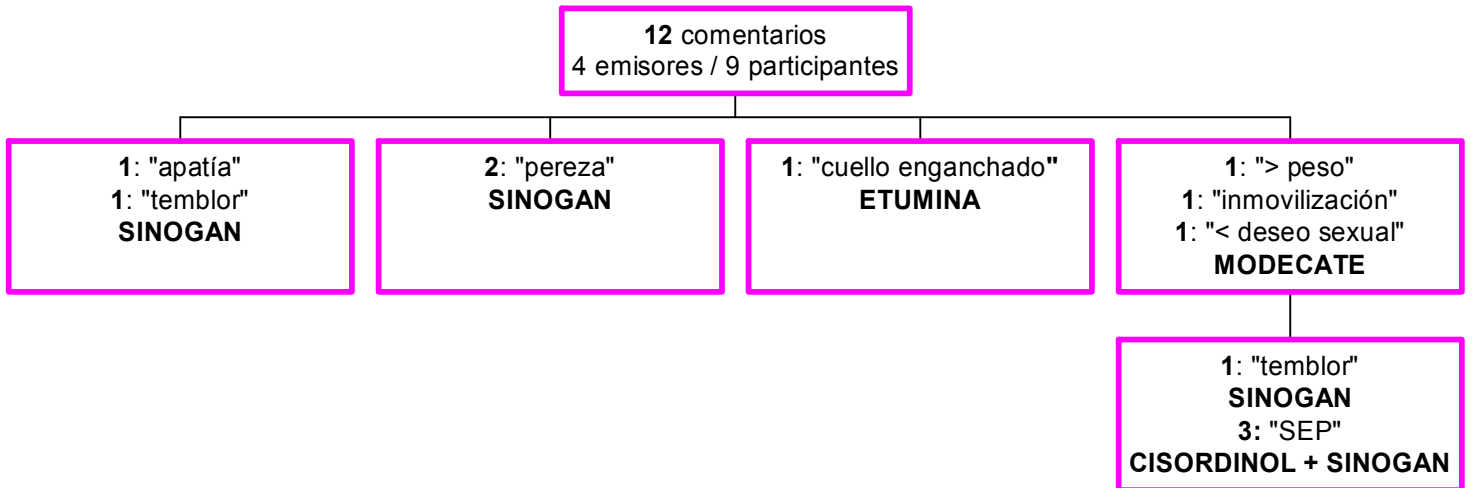 12 comentarios
4 emisores / 9 participantes
1: "apatía"
1: "temblor"
SINOGAN
2: "pereza"
SINOGAN
1: "cuello enganchado"
ETUMINA
1: "> peso"
1: "inmovilización"
1: "< deseo sexual"
MODECATE
1: "temblor"
SINOGAN
3: "SEP"
CISORDINOL + SINOGAN